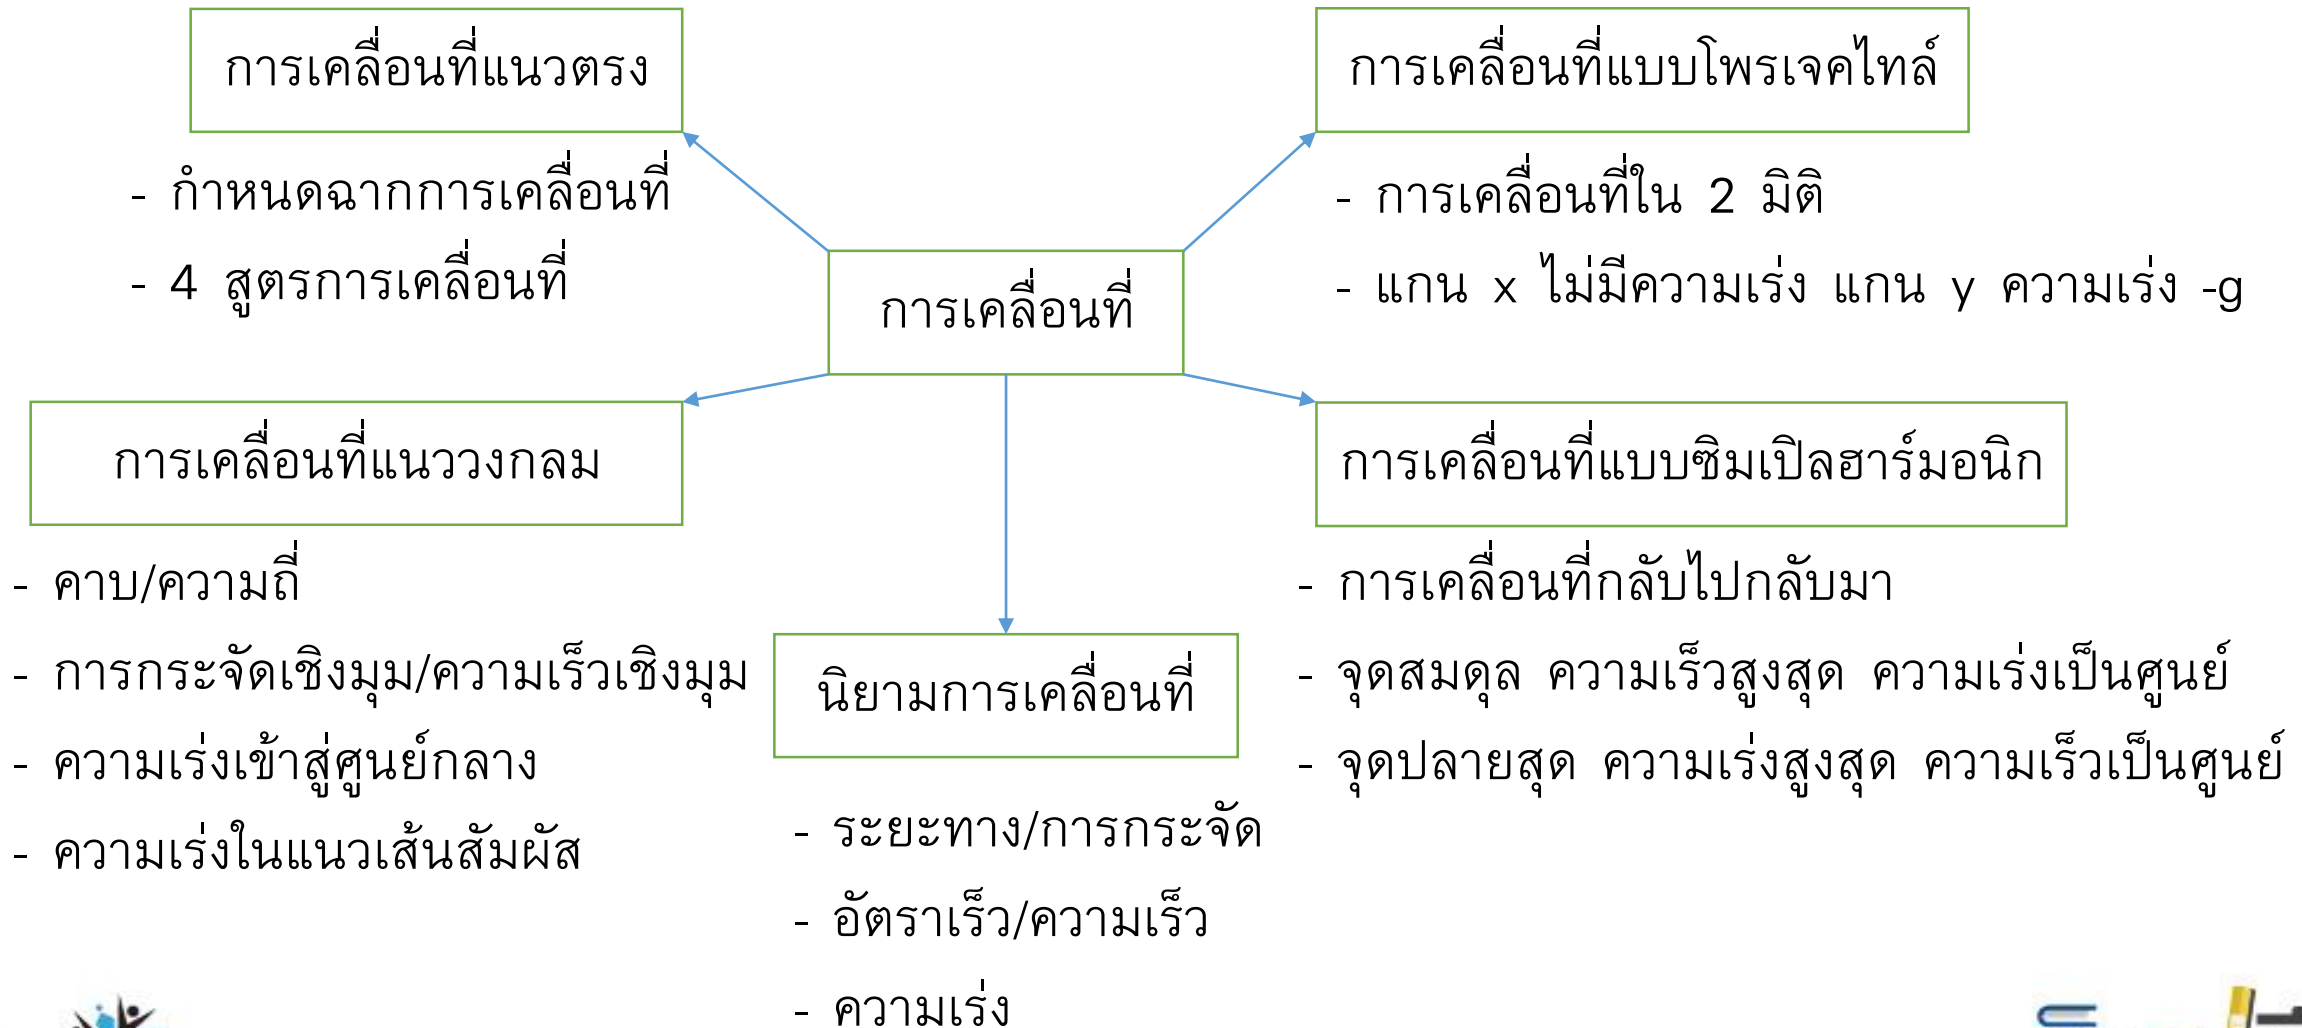 การเคลื่อนที่แนวตรง
- กำหนดฉากการเคลื่อนที่
- 4 สูตรการเคลื่อนที่
การเคลื่อนที่แบบโพรเจคไทล์
- การเคลื่อนที่ใน 2 มิติ
- แกน x ไม่มีความเร่ง แกน y ความเร่ง -g
การเคลื่อนที่
การเคลื่อนที่แนววงกลม
- คาบ/ความถี่
- การกระจัดเชิงมุม/ความเร็วเชิงมุม
- ความเร่งเข้าสู่ศูนย์กลาง
- ความเร่งในแนวเส้นสัมผัส
การเคลื่อนที่แบบซิมเปิลฮาร์มอนิก
- การเคลื่อนที่กลับไปกลับมา
- จุดสมดุล ความเร็วสูงสุด ความเร่งเป็นศูนย์
- จุดปลายสุด ความเร่งสูงสุด ความเร็วเป็นศูนย์
นิยามการเคลื่อนที่
- ระยะทาง/การกระจัด
- อัตราเร็ว/ความเร็ว
- ความเร่ง